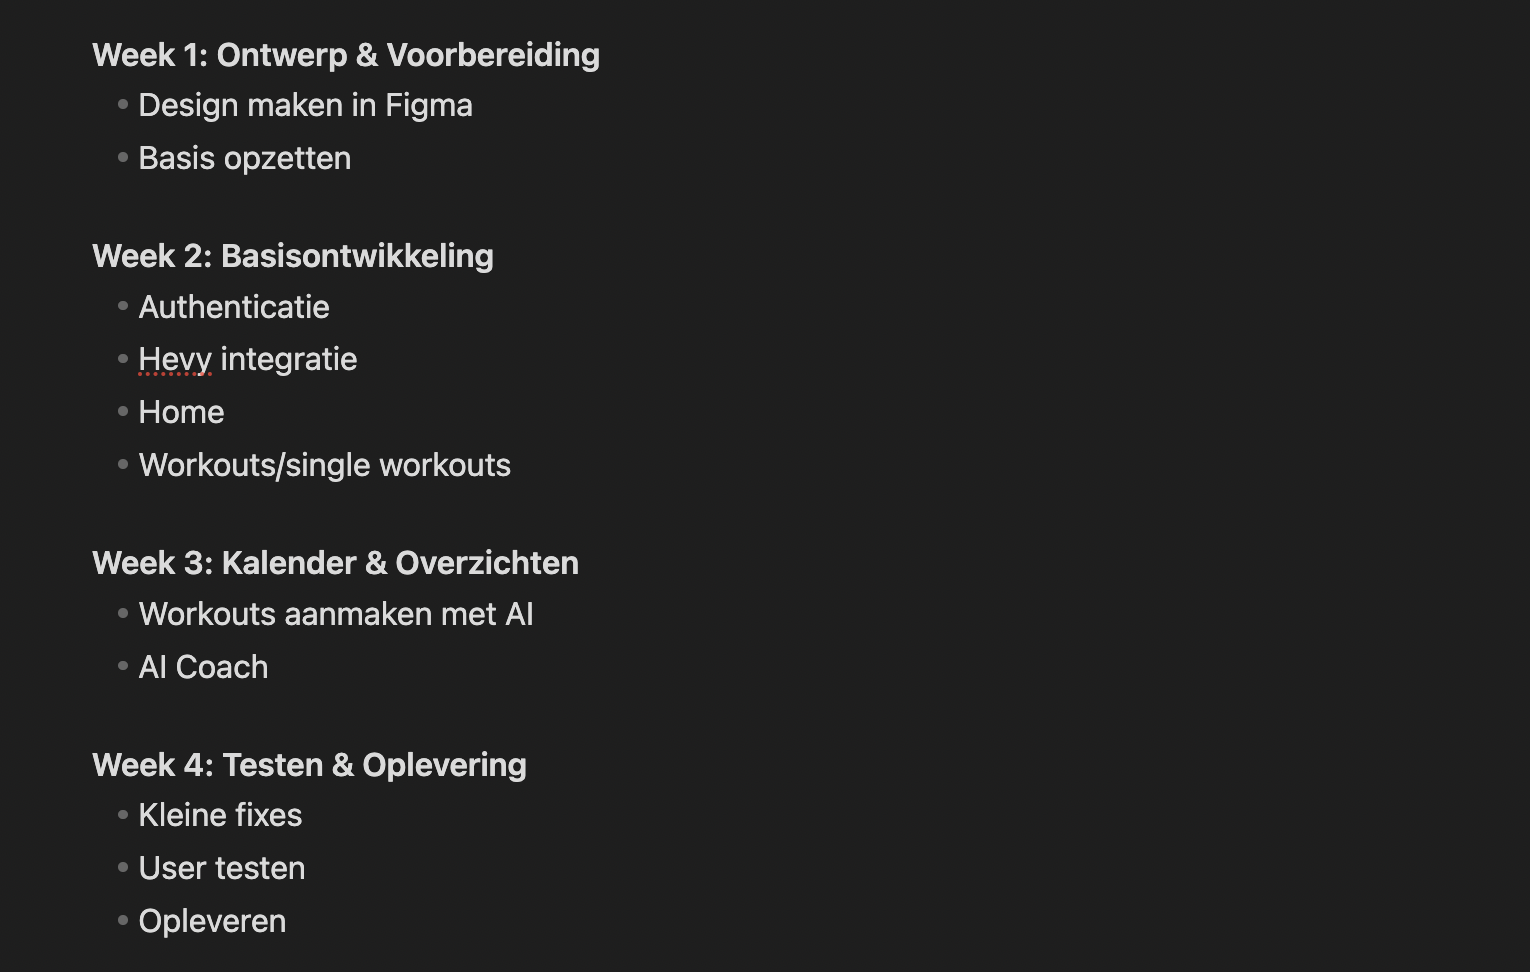 Week 1: Ontwerp & Voorbereiding
• Design maken in Figma
• Basis opzetten
Week 2: Basisontwikkeling
• Authenticatie
• Hevy integratie
• Home
• Workouts/single workouts
Week 3: Kalender & Overzichten
• Workouts aanmaken met AI
• AI Coach
Week 4: Testen & Oplevering
• Kleine fixes
• User testen
• Opleveren